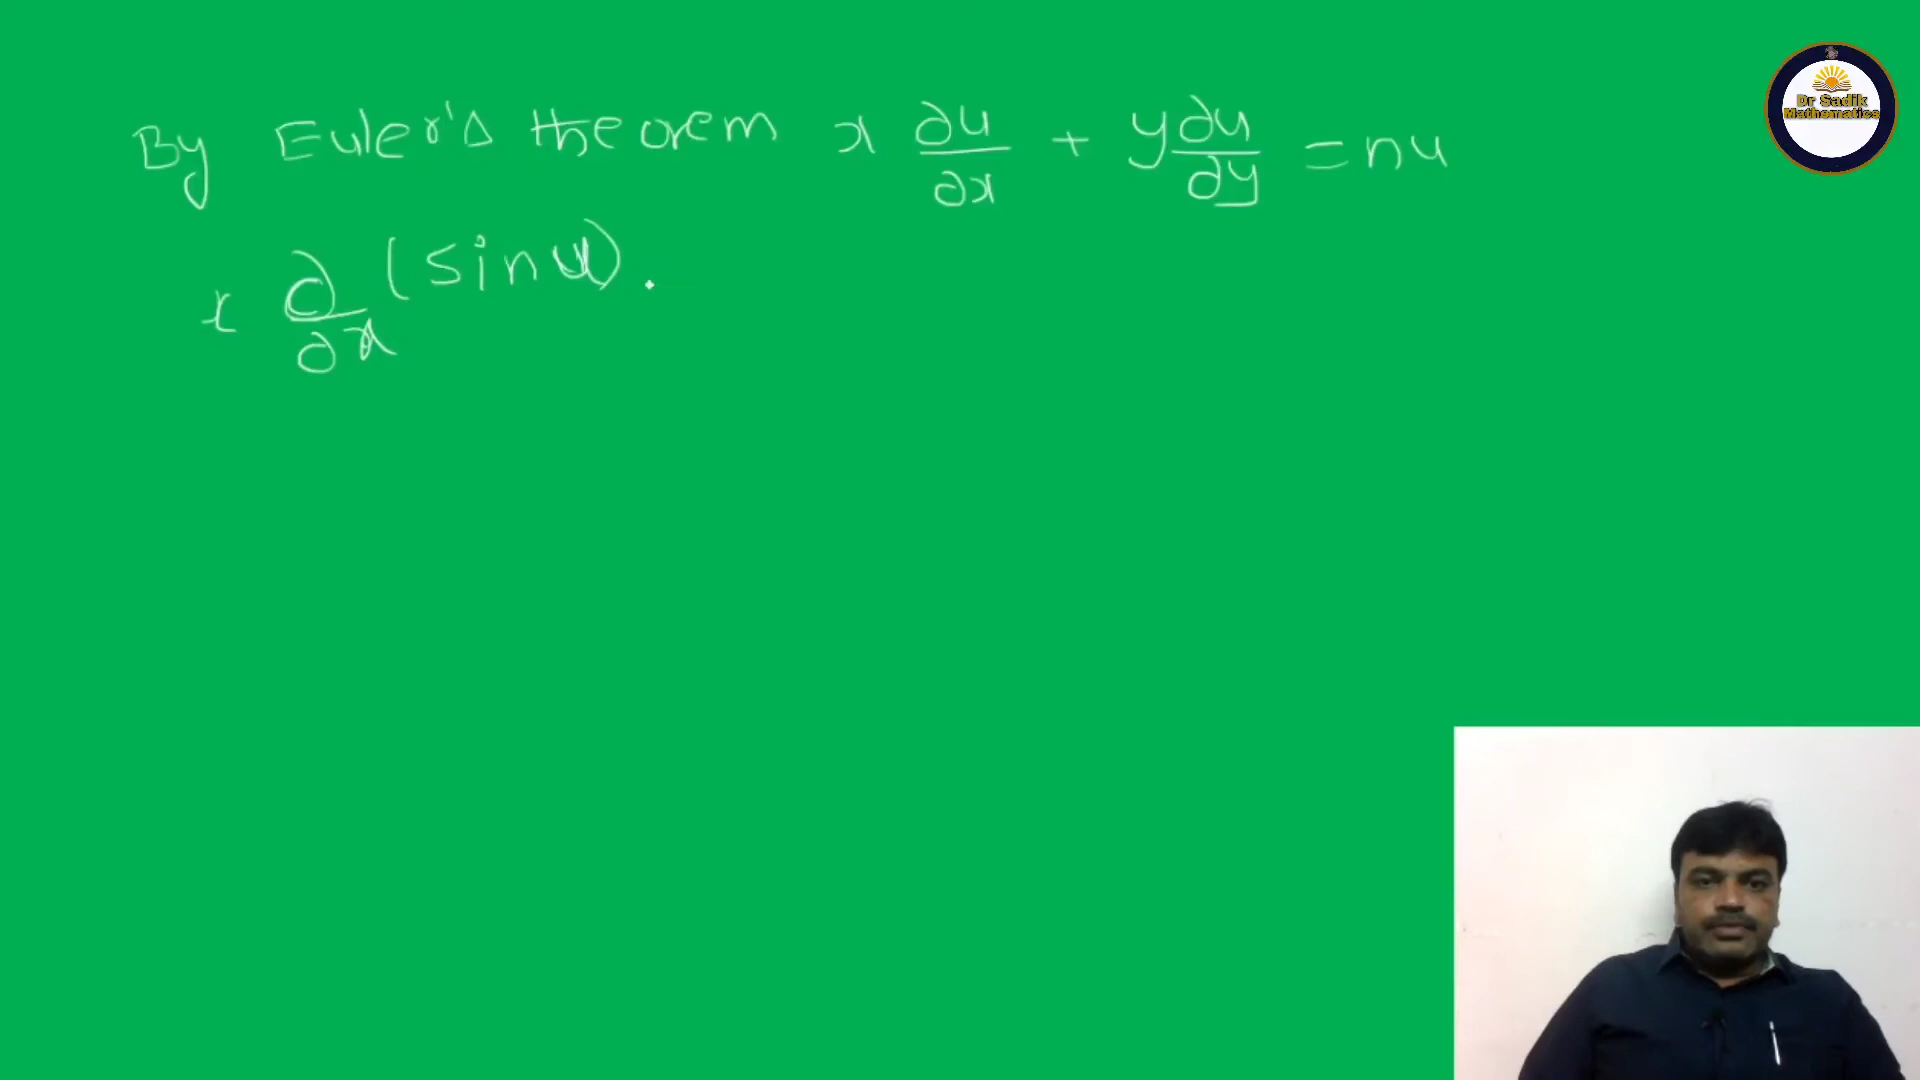 By Euler's theorem x ∂u/∂x + y ∂u/∂y = nu
x ∂/∂x (sin u) .
Dr Sadik
Mathematics